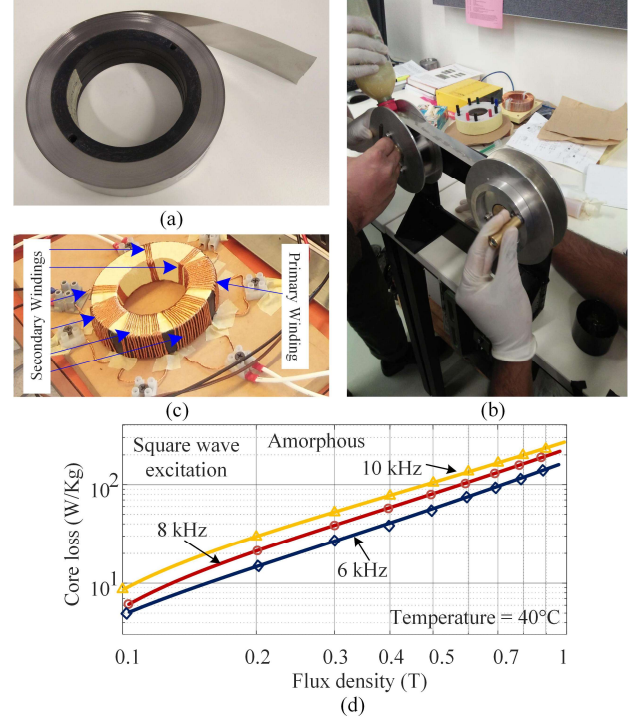 (a)
(b)
Secondary Windings
Primary
Winding
(c)
Square wave
excitation
Amorphous
10 kHz
8 kHz
6 kHz
Temperature = 40°C
Core loss (W/Kg)
10²
10¹
0.1 0.2 0.3 0.4 0.5 0.7 1
Flux density (T)
(d)